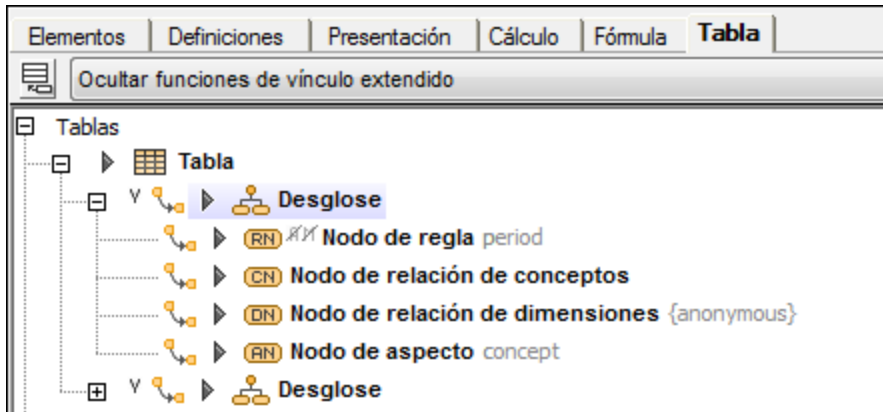 Elementos Definiciones Presentación Cálculo Fórmula Tabla
Ocultar funciones de vínculo extendido
Tablas
Tabla
Y Desglose
RN Nodo de regla period
CN Nodo de relación de conceptos
DN Nodo de relación de dimensiones {anonymous}
AN Nodo de aspecto concept
Y Desglose